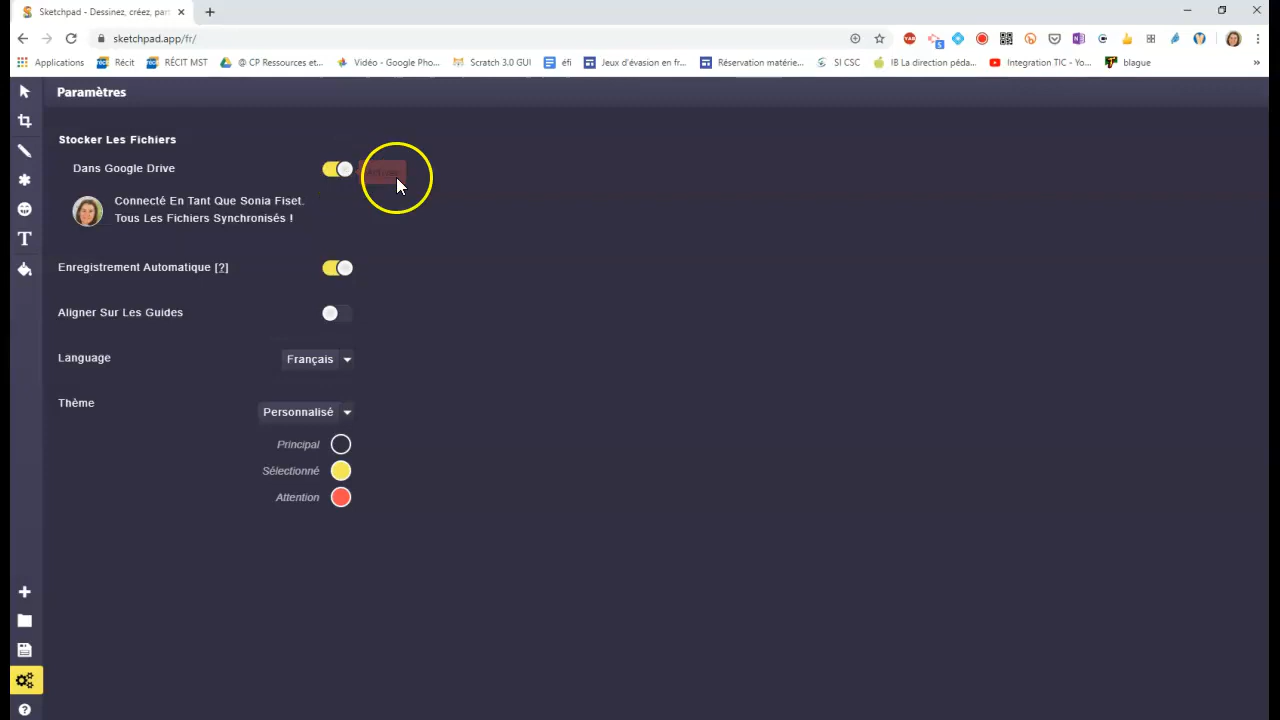 Sketchpad - Dessinez, créez, par
sketchpad.app/fr/
Applications Récit RÉCIT MST @ CP Ressources et... Vidéo - Google Pho... Scratch 3.0 GUI éfi Jeux d'évasion en fr... Réservation matérie... SI CSC !B La direction péda... Integration TIC - Yo... blague »
Paramètres
Stocker Les Fichiers
Dans Google Drive
Connecté En Tant Que Sonia Fiset.
Tous Les Fichiers Synchronisés !
Enregistrement Automatique [?]
Aligner Sur Les Guides
Language
Français
Thème
Personnalisé
Principal
Sélectionné
Attention